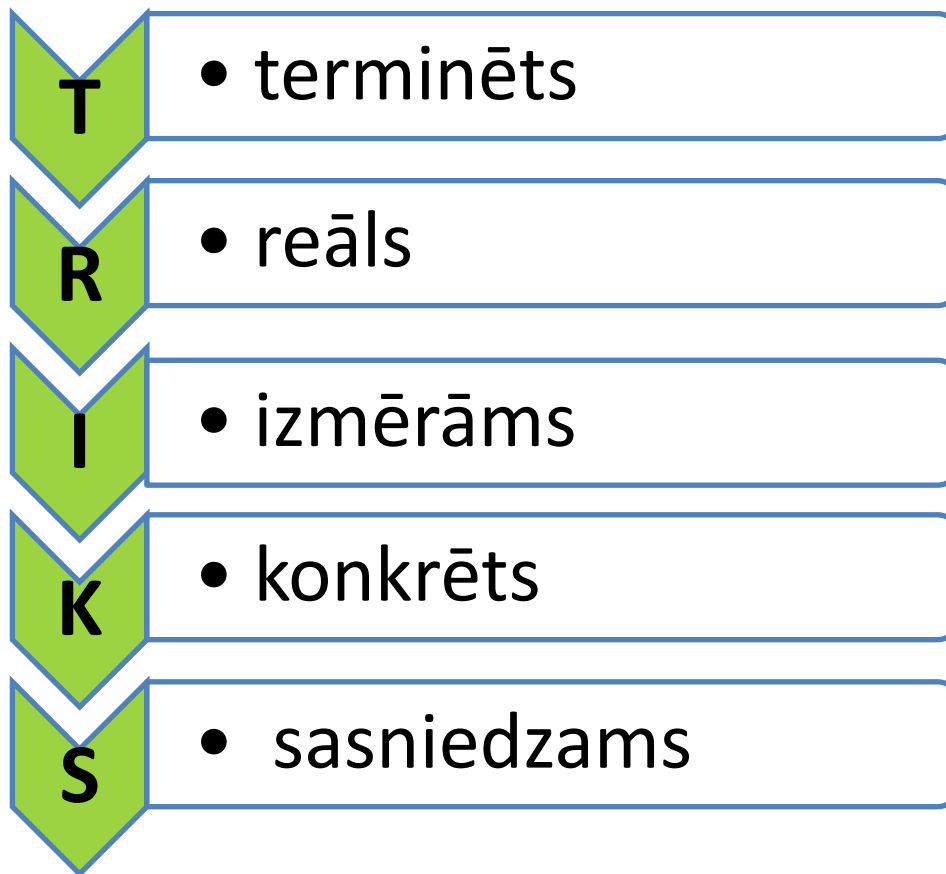 T
• terminēts
R
• reāls
I
• izmērāms
K
• konkrēts
S
• sasniedzams